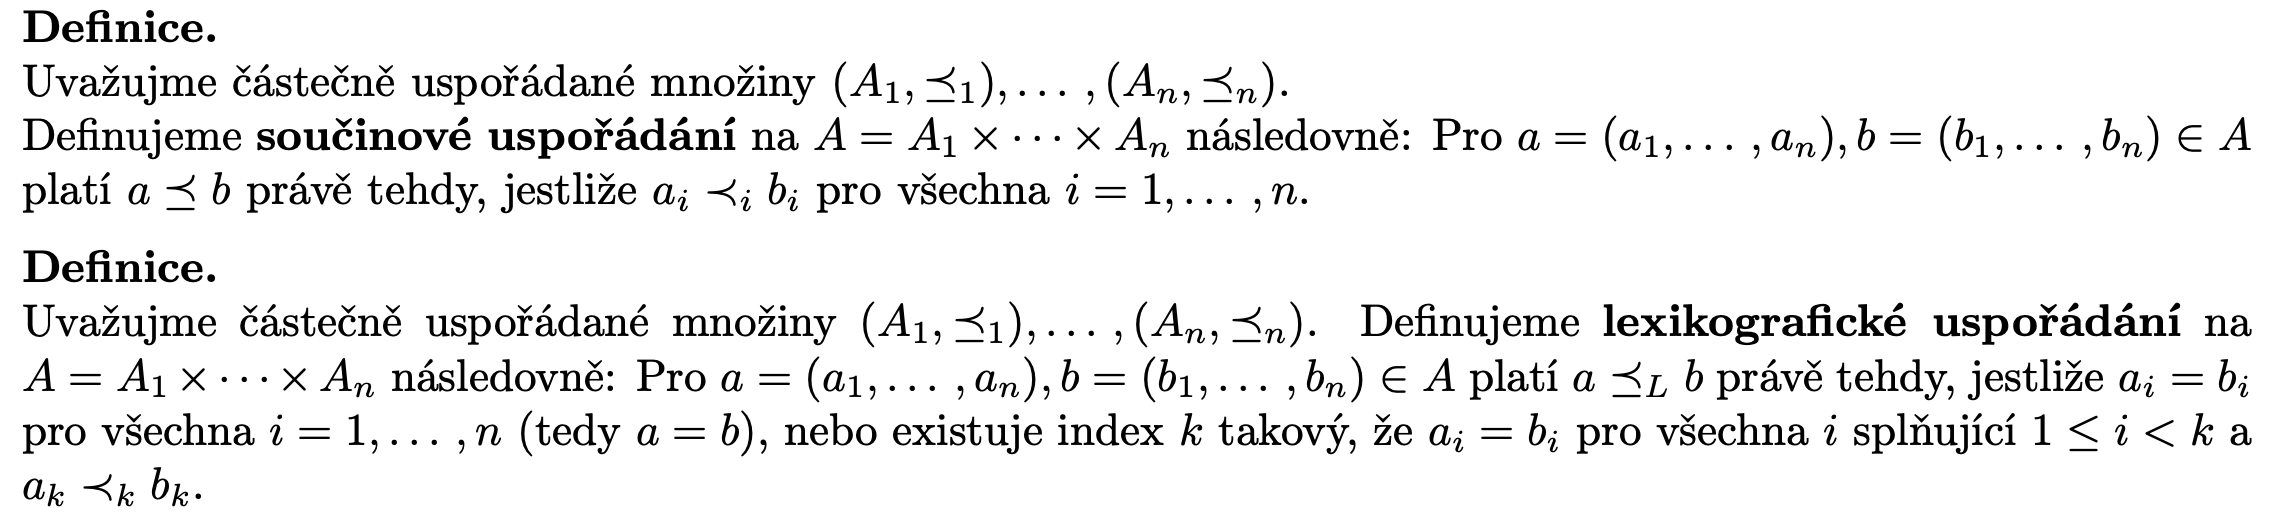 Definice.
Uvažujme částečně uspořádané množiny (A₁, ⪯₁), … , (Aₙ, ⪯ₙ).
Definujeme součinové uspořádání na A = A₁ × ⋯ × Aₙ následovně: Pro a = (a₁, … , aₙ), b = (b₁, … , bₙ) ∈ A
platí a ⪯ b právě tehdy, jestliže aᵢ ≺ᵢ bᵢ pro všechna i = 1, … , n.
Definice.
Uvažujme částečně uspořádané množiny (A₁, ⪯₁), … , (Aₙ, ⪯ₙ). Definujeme lexikografické uspořádání na
A = A₁ × ⋯ × Aₙ následovně: Pro a = (a₁, … , aₙ), b = (b₁, … , bₙ) ∈ A platí a ⪯_L b právě tehdy, jestliže aᵢ = bᵢ
pro všechna i = 1, … , n (tedy a = b), nebo existuje index k takový, že aᵢ = bᵢ pro všechna i splňující 1 ≤ i < k a
aₖ ≺ₖ bₖ.